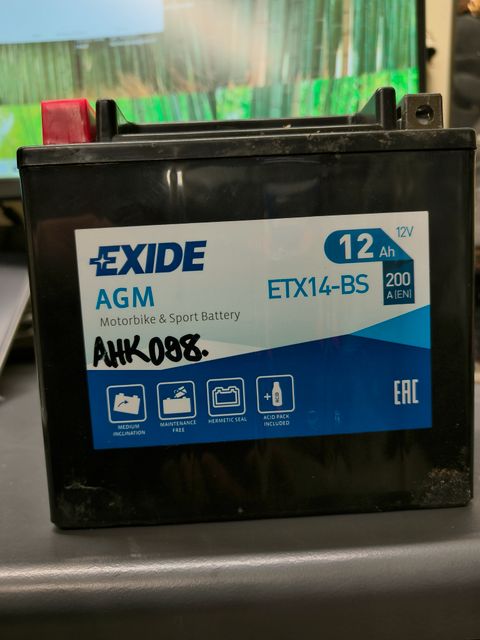 EXIDE
12 Ah
12V
AGM
ETX14-BS
200
A(EN)
Motorbike & Sport Battery
AHK098.
MEDIUM
INCLINATION
MAINTENANCE
FREE
HERMETIC SEAL
ACID PACK
INCLUDED
EAC